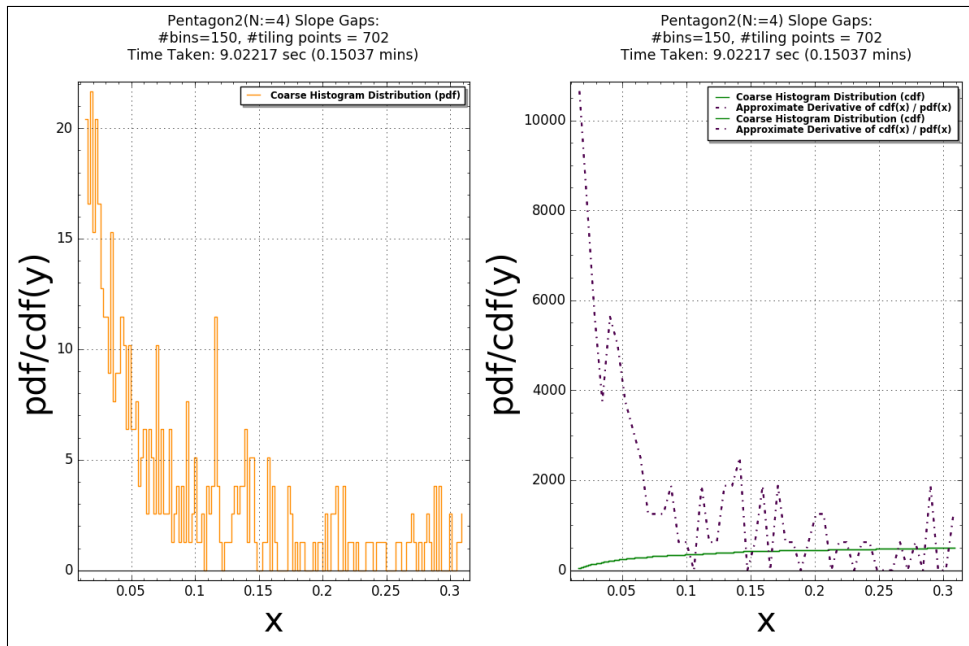 Pentagon2(N:=4) Slope Gaps:
#bins=150, #tiling points = 702
Time Taken: 9.02217 sec (0.15037 mins)
Coarse Histogram Distribution (pdf)
20
15
10
5
0
pdf/cdf(y)
0.05 0.1 0.15 0.2 0.25 0.3
x
Pentagon2(N:=4) Slope Gaps:
#bins=150, #tiling points = 702
Time Taken: 9.02217 sec (0.15037 mins)
Coarse Histogram Distribution (cdf)
Approximate Derivative of cdf(x) / pdf(x)
Coarse Histogram Distribution (cdf)
Approximate Derivative of cdf(x) / pdf(x)
10000
8000
6000
4000
2000
0
pdf/cdf(y)
0.05 0.1 0.15 0.2 0.25 0.3
x